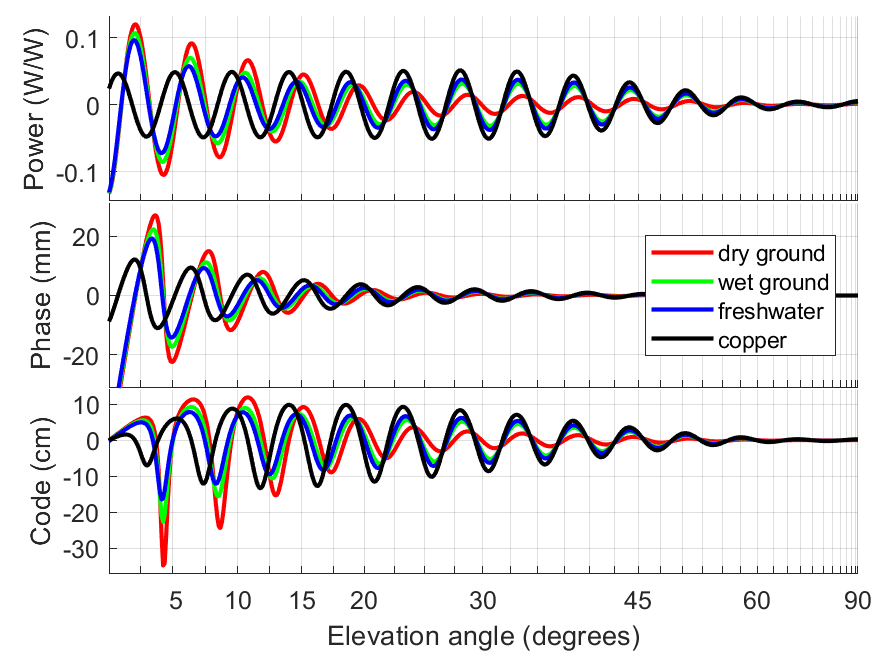 Power (W/W)
0.1
0
-0.1
Phase (mm)
20
0
-20
dry ground
wet ground
freshwater
copper
Code (cm)
10
0
-10
-20
-30
5 10 15 20 30 45 60 90
Elevation angle (degrees)